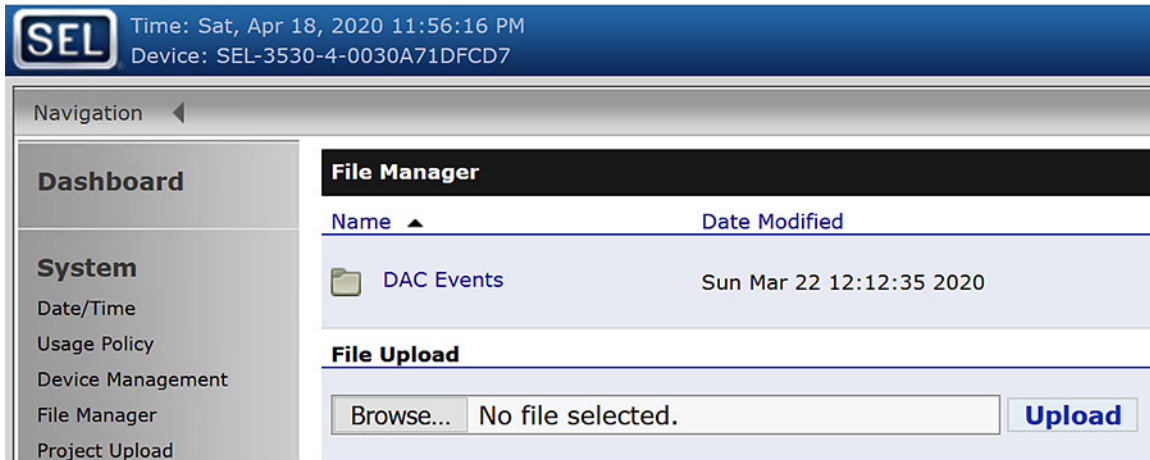 SEL
Time: Sat, Apr 18, 2020 11:56:16 PM
Device: SEL-3530-4-0030A71DFCD7
Navigation
Dashboard
System
Date/Time
Usage Policy
Device Management
File Manager
Project Upload
File Manager
Name Date Modified
DAC Events Sun Mar 22 12:12:35 2020
File Upload
Browse... No file selected. Upload